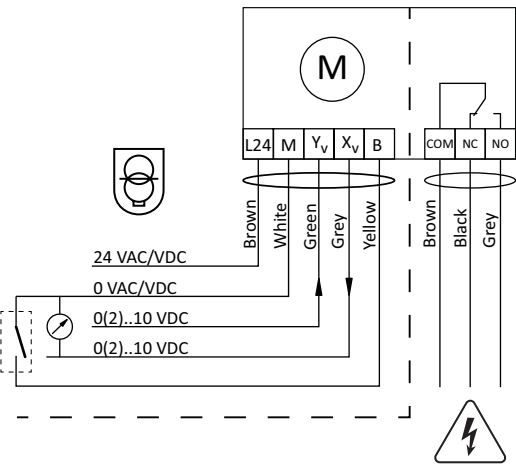 M
L24 M Yv Xv B COM NC NO
Brown White Green Grey Yellow Brown Black Grey
24 VAC/VDC
0 VAC/VDC
0(2)..10 VDC
0(2)..10 VDC